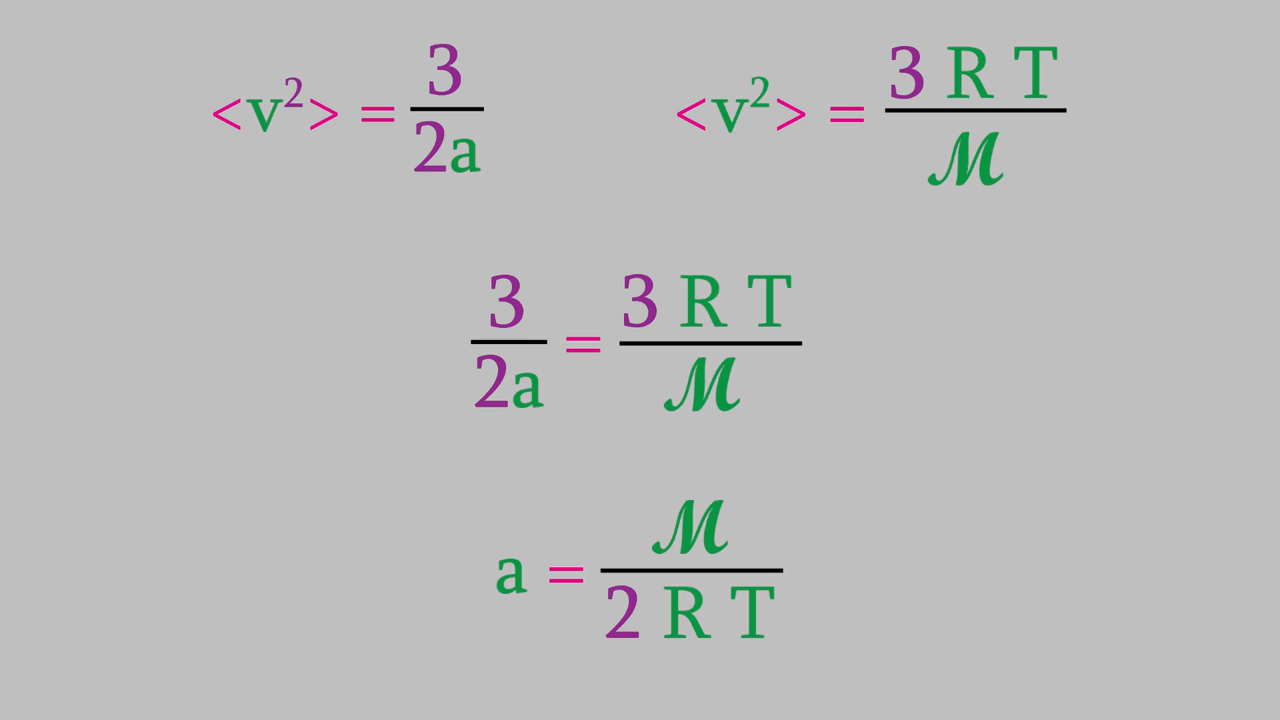 <v²> = 3/2a    <v²> = 3 R T/ℳ
3/2a = 3 R T/ℳ
a = ℳ/2 R T